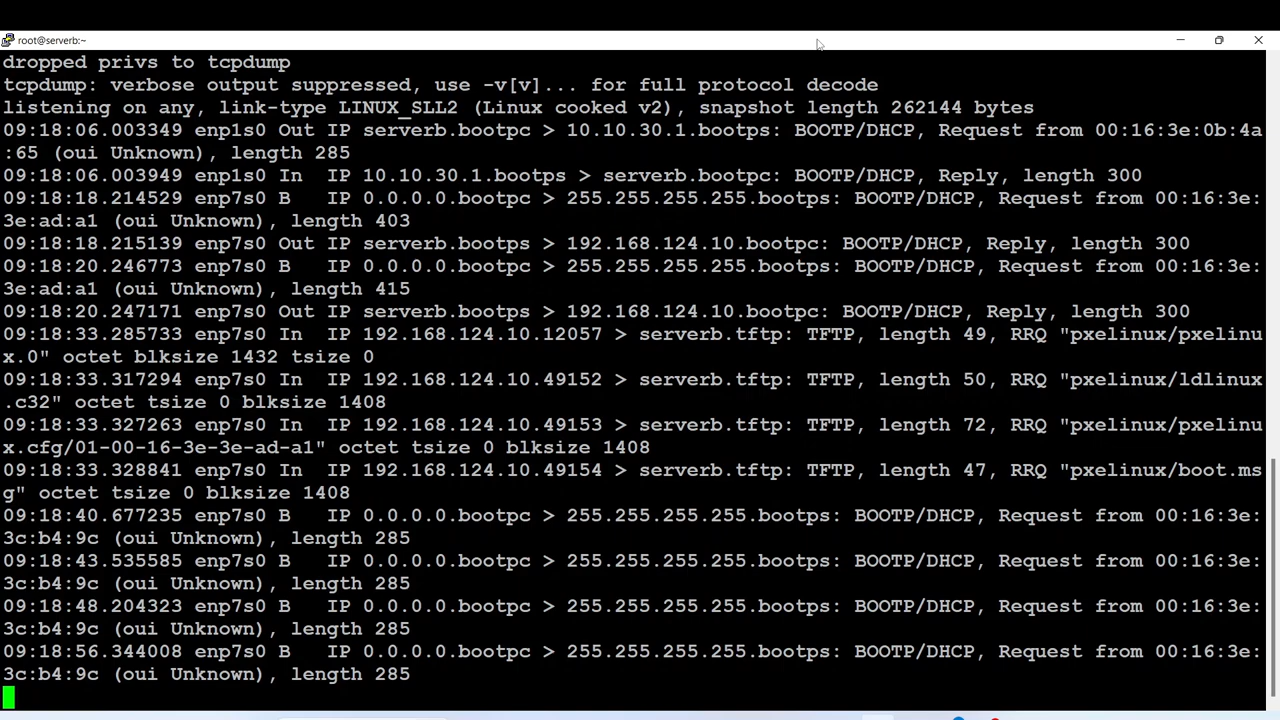 root@serverb:~
dropped privs to tcpdump
tcpdump: verbose output suppressed, use -v[v]... for full protocol decode
listening on any, link-type LINUX_SLL2 (Linux cooked v2), snapshot length 262144 bytes
09:18:06.003349 enp1s0 Out IP serverb.bootpc > 10.10.30.1.bootps: BOOTP/DHCP, Request from 00:16:3e:0b:4a
:65 (oui Unknown), length 285
09:18:06.003949 enp1s0 In  IP 10.10.30.1.bootps > serverb.bootpc: BOOTP/DHCP, Reply, length 300
09:18:18.214529 enp7s0 B   IP 0.0.0.0.bootpc > 255.255.255.255.bootps: BOOTP/DHCP, Request from 00:16:3e:
3e:ad:a1 (oui Unknown), length 403
09:18:18.215139 enp7s0 Out IP serverb.bootps > 192.168.124.10.bootpc: BOOTP/DHCP, Reply, length 300
09:18:20.246773 enp7s0 B   IP 0.0.0.0.bootpc > 255.255.255.255.bootps: BOOTP/DHCP, Request from 00:16:3e:
3e:ad:a1 (oui Unknown), length 415
09:18:20.247171 enp7s0 Out IP serverb.bootps > 192.168.124.10.bootpc: BOOTP/DHCP, Reply, length 300
09:18:33.285733 enp7s0 In  IP 192.168.124.10.12057 > serverb.tftp: TFTP, length 49, RRQ "pxelinux/pxelinu
x.0" octet blksize 1432 tsize 0
09:18:33.317294 enp7s0 In  IP 192.168.124.10.49152 > serverb.tftp: TFTP, length 50, RRQ "pxelinux/ldlinux
.c32" octet tsize 0 blksize 1408
09:18:33.327263 enp7s0 In  IP 192.168.124.10.49153 > serverb.tftp: TFTP, length 72, RRQ "pxelinux/pxelinu
x.cfg/01-00-16-3e-3e-ad-a1" octet tsize 0 blksize 1408
09:18:33.328841 enp7s0 In  IP 192.168.124.10.49154 > serverb.tftp: TFTP, length 47, RRQ "pxelinux/boot.ms
g" octet tsize 0 blksize 1408
09:18:40.677235 enp7s0 B   IP 0.0.0.0.bootpc > 255.255.255.255.bootps: BOOTP/DHCP, Request from 00:16:3e:
3c:b4:9c (oui Unknown), length 285
09:18:43.535585 enp7s0 B   IP 0.0.0.0.bootpc > 255.255.255.255.bootps: BOOTP/DHCP, Request from 00:16:3e:
3c:b4:9c (oui Unknown), length 285
09:18:48.204323 enp7s0 B   IP 0.0.0.0.bootpc > 255.255.255.255.bootps: BOOTP/DHCP, Request from 00:16:3e:
3c:b4:9c (oui Unknown), length 285
09:18:56.344008 enp7s0 B   IP 0.0.0.0.bootpc > 255.255.255.255.bootps: BOOTP/DHCP, Request from 00:16:3e:
3c:b4:9c (oui Unknown), length 285